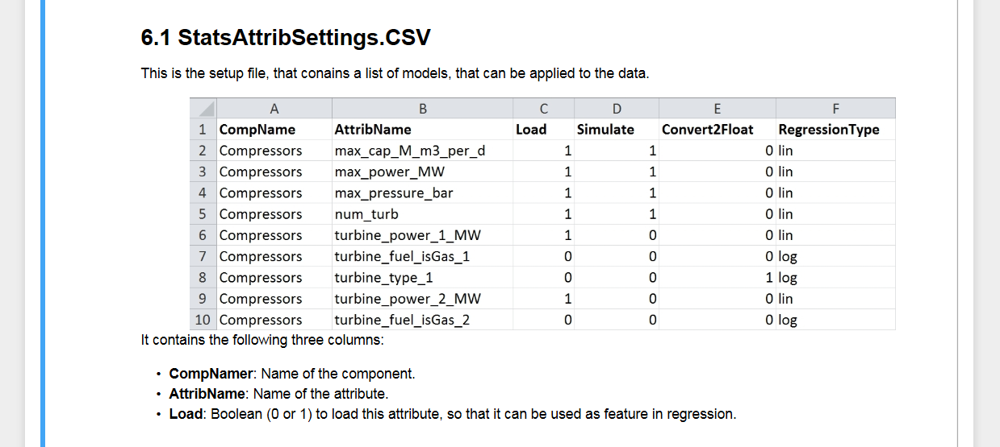 6.1 StatsAttribSettings.CSV
This is the setup file, that conains a list of models, that can be applied to the data.
A B C D E F
1 CompName AttribName Load Simulate Convert2Float RegressionType
2 Compressors max_cap_M_m3_per_d 1 1 0 lin
3 Compressors max_power_MW 1 1 0 lin
4 Compressors max_pressure_bar 1 1 0 lin
5 Compressors num_turb 1 1 0 lin
6 Compressors turbine_power_1_MW 1 0 0 lin
7 Compressors turbine_fuel_isGas_1 0 0 0 log
8 Compressors turbine_type_1 0 0 1 log
9 Compressors turbine_power_2_MW 1 0 0 lin
10 Compressors turbine_fuel_isGas_2 0 0 0 log
It contains the following three columns:
• CompNamer: Name of the component.
• AttribName: Name of the attribute.
• Load: Boolean (0 or 1) to load this attribute, so that it can be used as feature in regression.